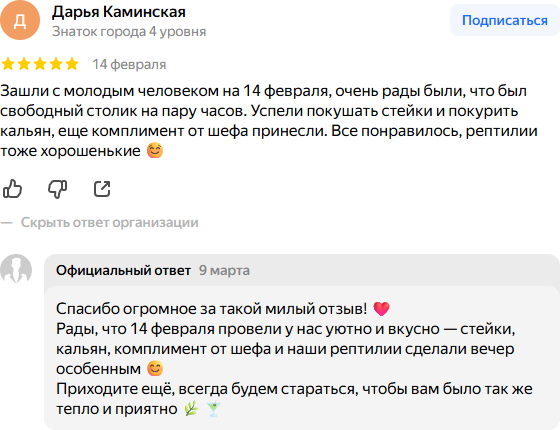 Д
Дарья Каминская
Знаток города 4 уровня
Подписаться
14 февраля
Зашли с молодым человеком на 14 февраля, очень рады были, что был
свободный столик на пару часов. Успели покушать стейки и покурить
кальян, еще комплимент от шефа принесли. Все понравилось, рептилии
тоже хорошенькие 😊
— Скрыть ответ организации
Официальный ответ 9 марта
Спасибо огромное за такой милый отзыв! ❤️
Рады, что 14 февраля провели у нас уютно и вкусно — стейки,
кальян, комплимент от шефа и наши рептилии сделали вечер
особенным 😊
Приходите ещё, всегда будем стараться, чтобы вам было так же
тепло и приятно 🌿 🍸